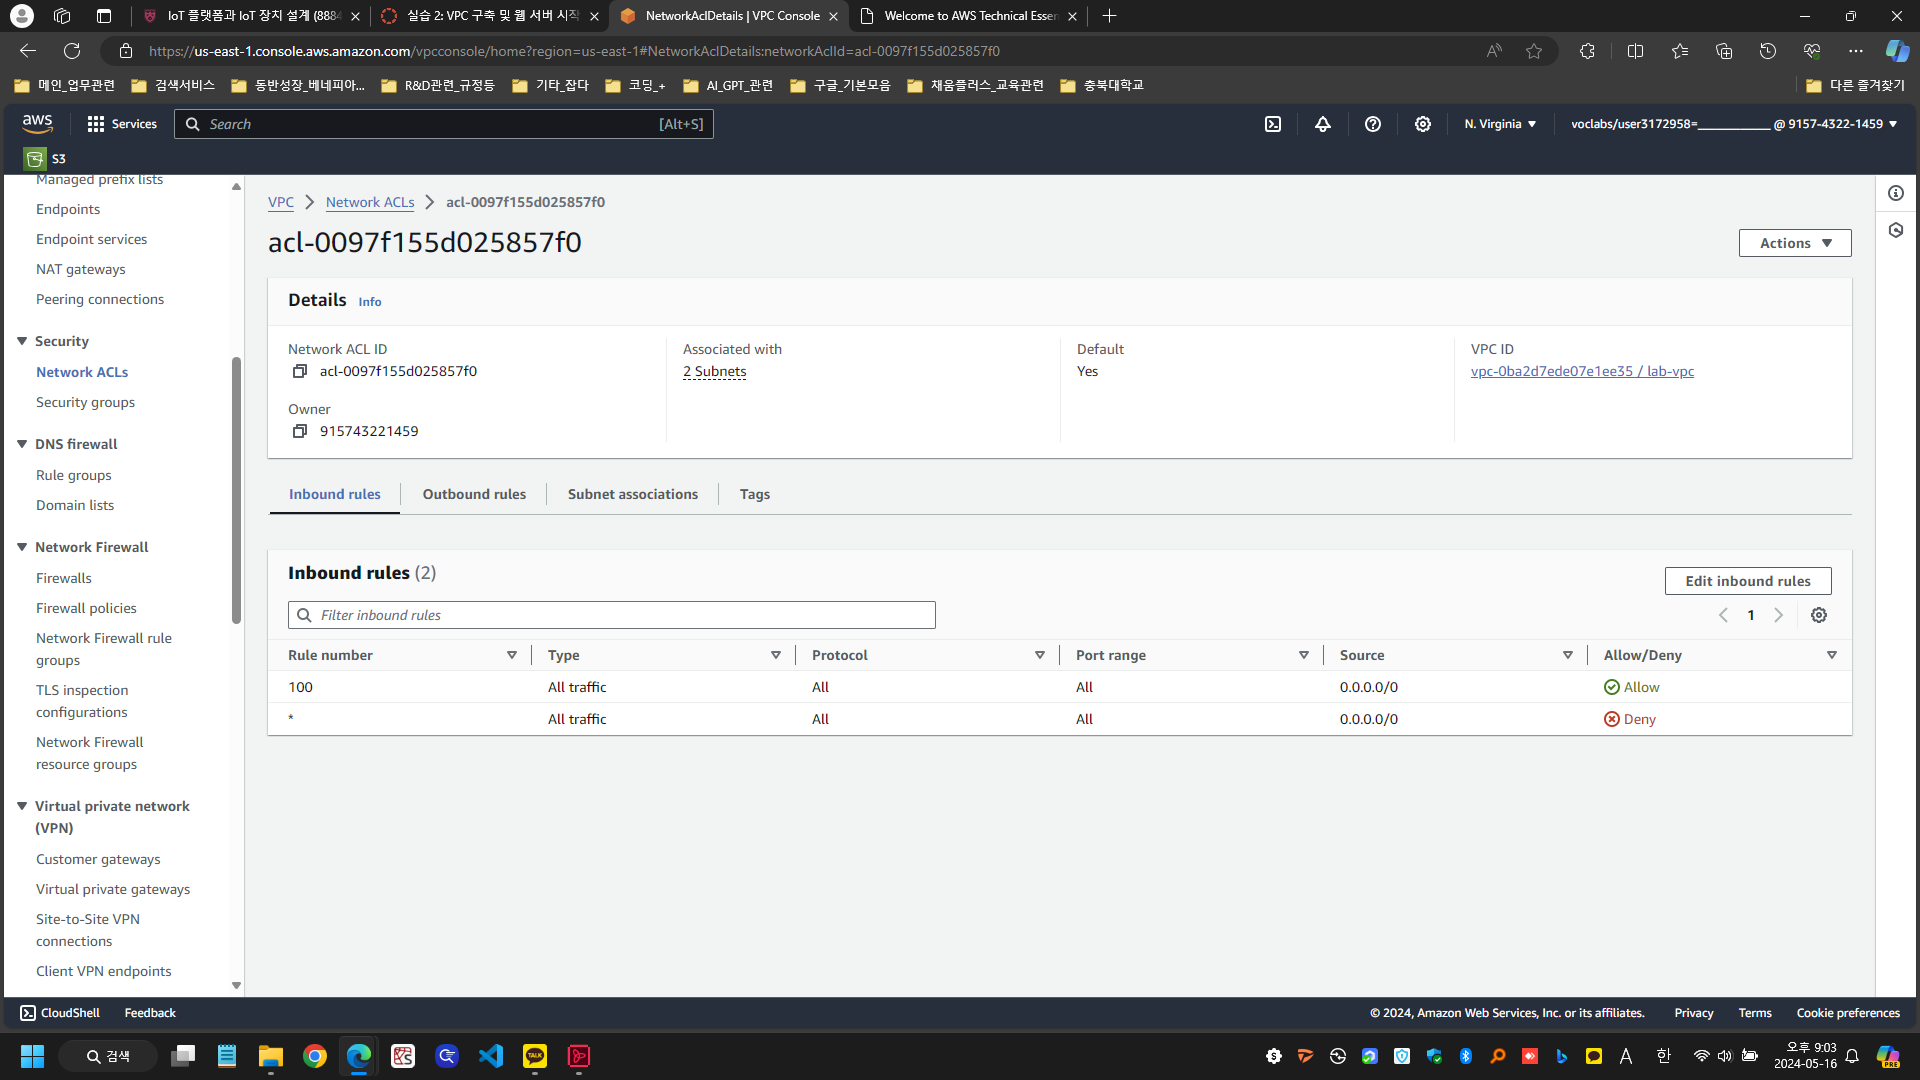 IoT 플랫폼과 IoT 장치 설계 (8884
실습 2: VPC 구축 및 웹 서버 시작
NetworkAclDetails | VPC Console
Welcome to AWS Technical Essen
https://us-east-1.console.aws.amazon.com/vpcconsole/home?region=us-east-1#NetworkAclDetails:networkAclId=acl-0097f155d025857f0
메인_업무관련
검색서비스
동반성장_베네피아...
R&D관련_규정등
기타_잡다
코딩_+
AI_GPT_관련
구글_기본모음
채움플러스_교육관련
충북대학교
다른 즐겨찾기
aws
Services
Search
[Alt+S]
N. Virginia
voclabs/user3172958=____________ @ 9157-4322-1459
S3
Managed prefix lists
Endpoints
Endpoint services
NAT gateways
Peering connections
Security
Network ACLs
Security groups
DNS firewall
Rule groups
Domain lists
Network Firewall
Firewalls
Firewall policies
Network Firewall rule
groups
TLS inspection
configurations
Network Firewall
resource groups
Virtual private network
(VPN)
Customer gateways
Virtual private gateways
Site-to-Site VPN
connections
Client VPN endpoints
VPC
Network ACLs
acl-0097f155d025857f0
acl-0097f155d025857f0
Actions
Details Info
Network ACL ID
acl-0097f155d025857f0
Associated with
2 Subnets
Default
Yes
VPC ID
vpc-0ba2d7ede07e1ee35 / lab-vpc
Owner
915743221459
Inbound rules
Outbound rules
Subnet associations
Tags
Inbound rules (2)
Edit inbound rules
Filter inbound rules
1
Rule number Type Protocol Port range Source Allow/Deny
100 All traffic All All 0.0.0.0/0 Allow
* All traffic All All 0.0.0.0/0 Deny
CloudShell
Feedback
© 2024, Amazon Web Services, Inc. or its affiliates.
Privacy
Terms
Cookie preferences
검색
TALK
A
한
오후 9:03
2024-05-16
PRE